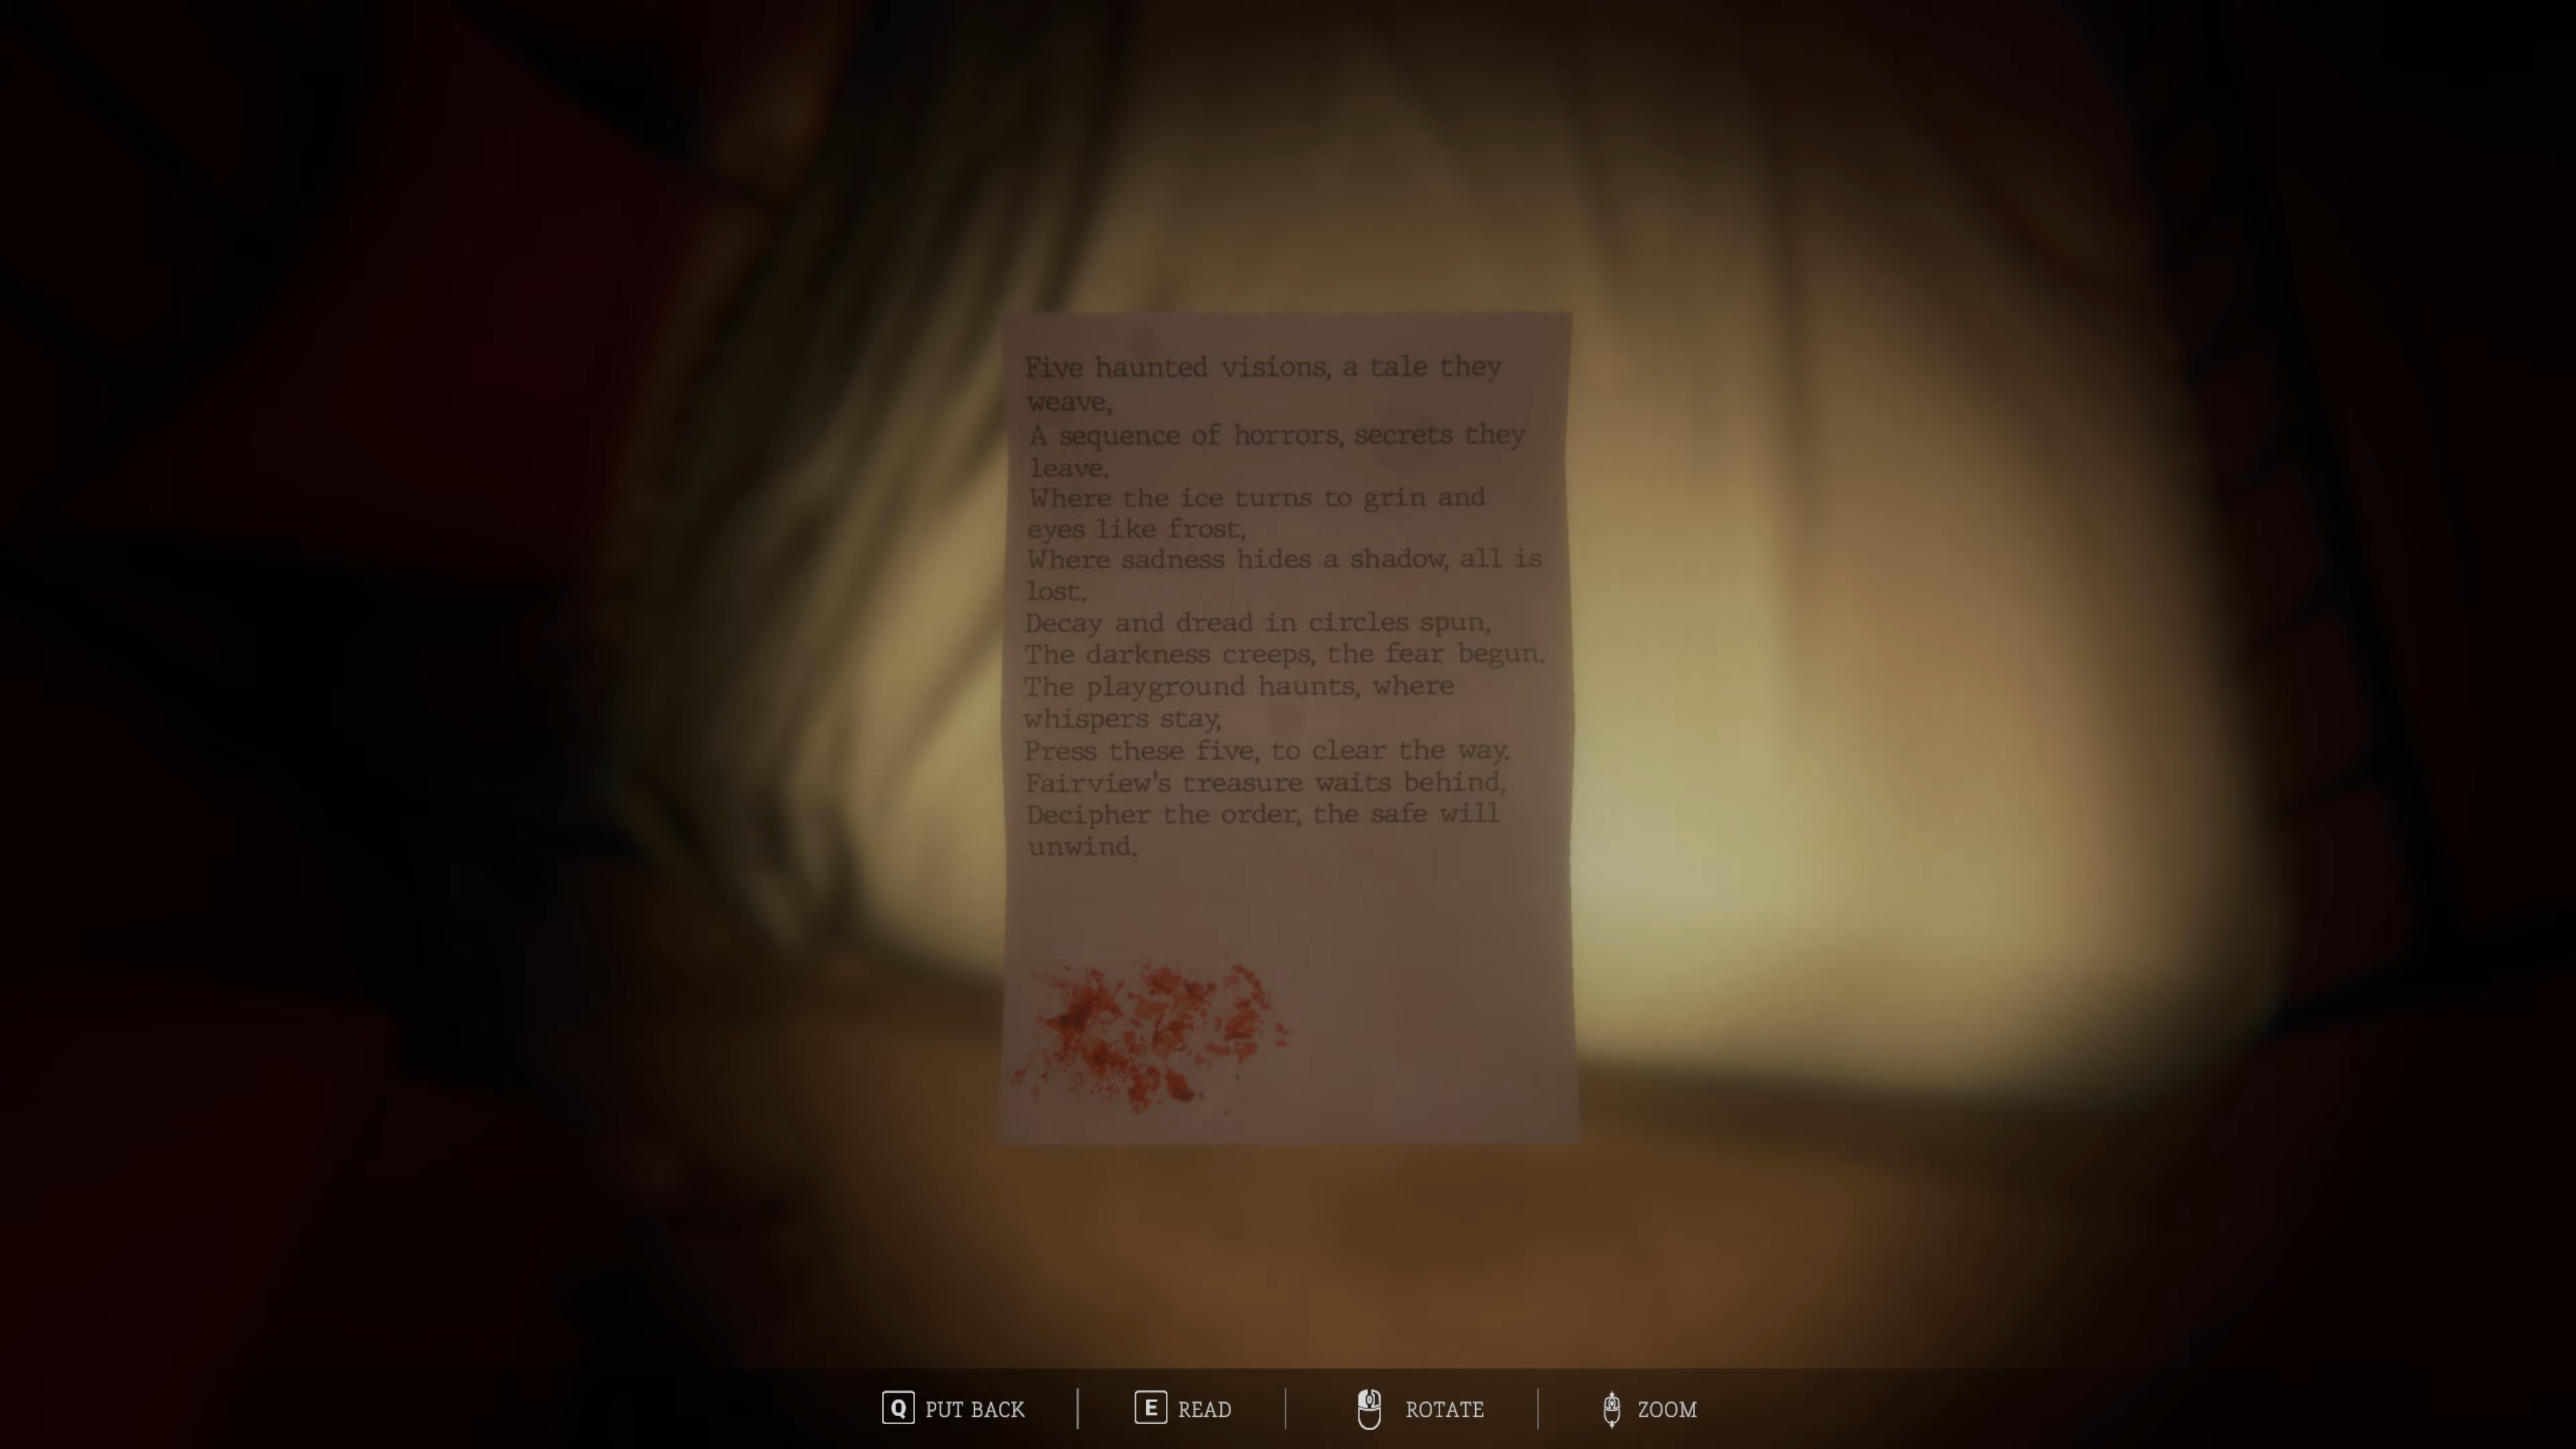 Five haunted visions, a tale they
weave,
A sequence of horrors, secrets they
leave.
Where the ice turns to grin and
eyes like frost,
Where sadness hides a shadow, all is
lost.
Decay and dread in circles spun,
The darkness creeps, the fear begun.
The playground haunts, where
whispers stay,
Press these five, to clear the way.
Fairview's treasure waits behind,
Decipher the order, the safe will
unwind.
Q PUT BACK E READ ROTATE ZOOM